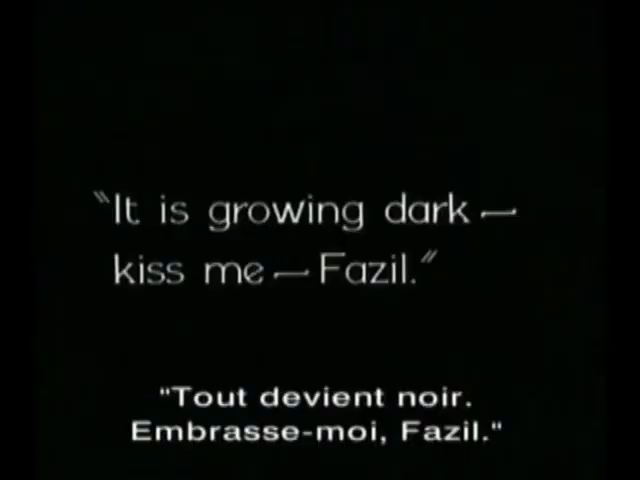 "It is growing dark —
kiss me — Fazil."
"Tout devient noir.
Embrasse-moi, Fazil."